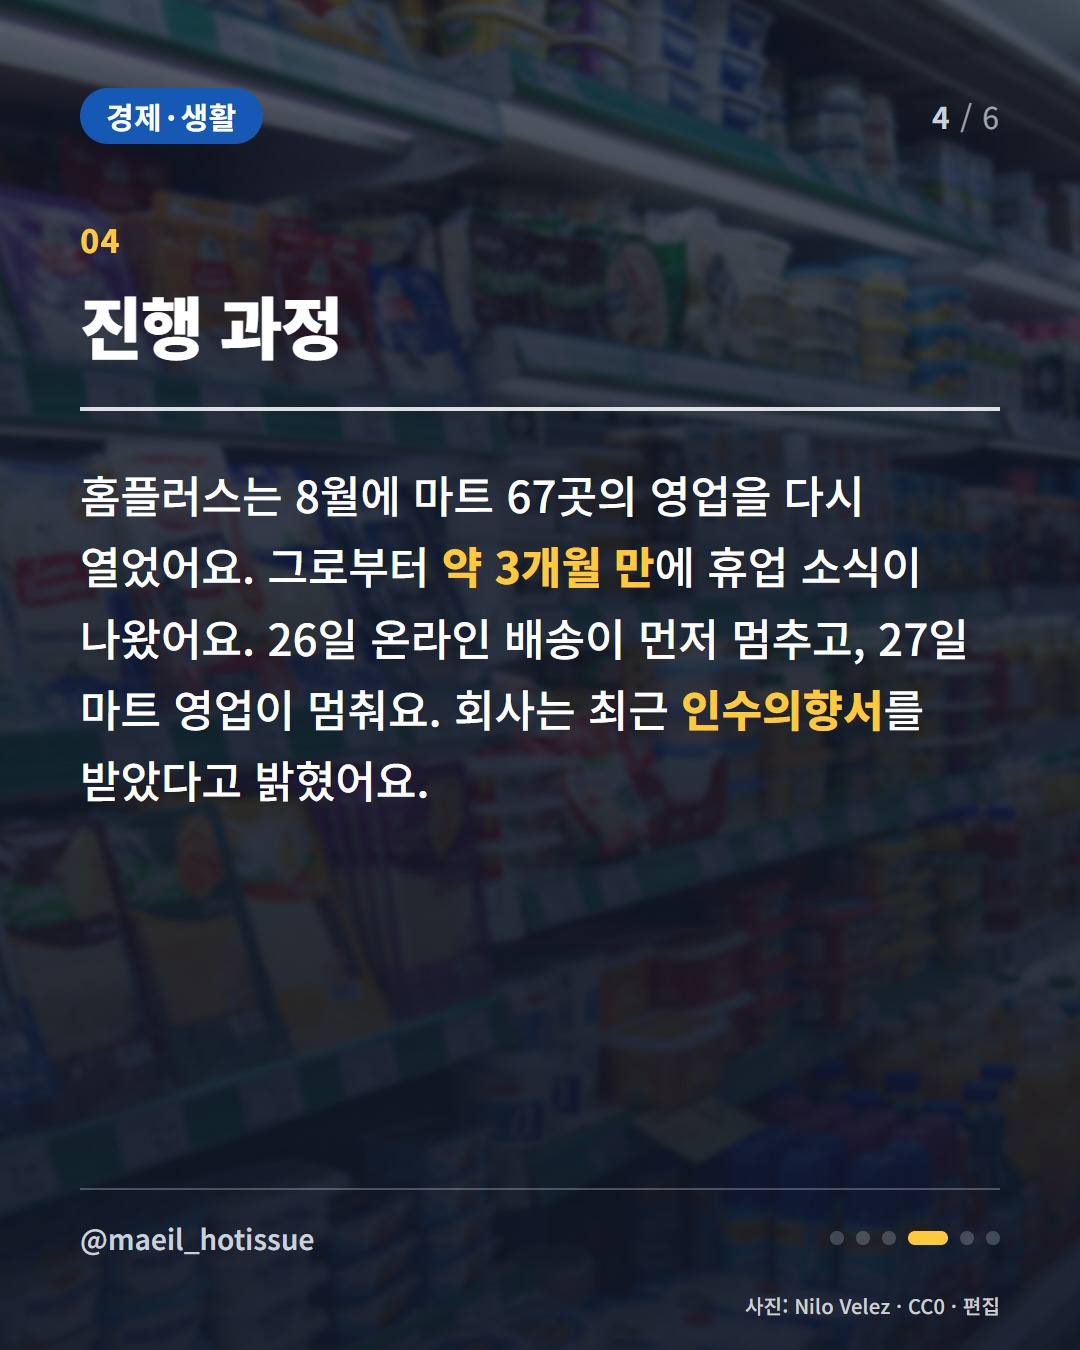 경제·생활
4 / 6
04
진행 과정
홈플러스는 8월에 마트 67곳의 영업을 다시
열었어요. 그로부터 약 3개월 만에 휴업 소식이
나왔어요. 26일 온라인 배송이 먼저 멈추고, 27일
마트 영업이 멈춰요. 회사는 최근 인수의향서를
받았다고 밝혔어요.
@maeil_hotissue
사진: Nilo Velez · CC0 · 편집